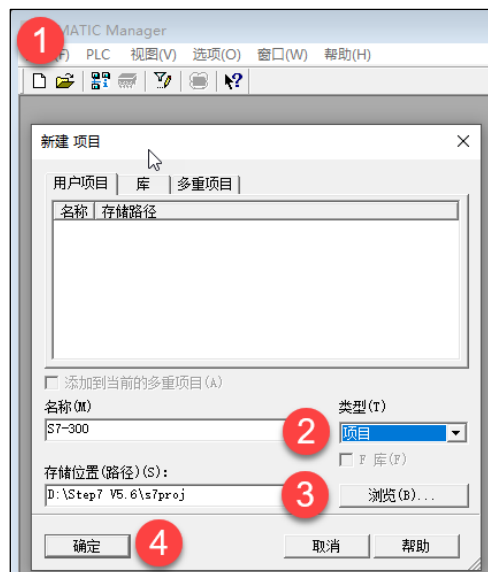 1
MATIC Manager
(F) PLC 视图(V) 选项(O) 窗口(W) 帮助(H)
新建 项目
用户项目 库 多重项目
名称 存储路径
添加到当前的多重项目(A)
名称(M) 类型(T)
S7-300 2 项目
F 库(F)
存储位置(路径)(S): 3 浏览(B)...
D:\Step7 V5.6\s7proj
确定 4 取消 帮助